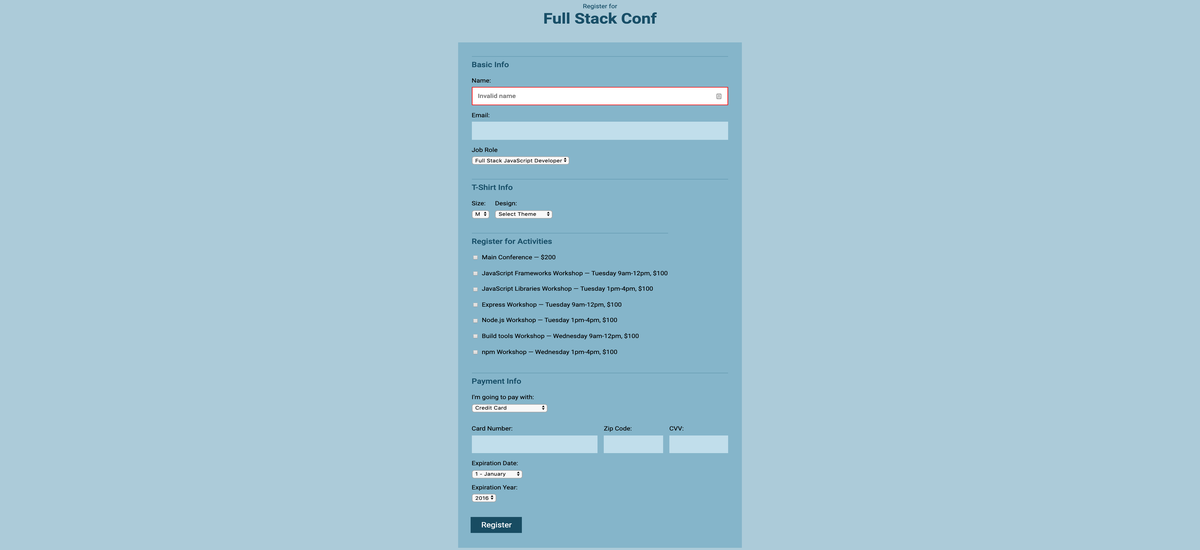 Register for
Full Stack Conf
Basic Info
Name:
Invalid name
Email:
Job Role
Full Stack JavaScript Developer
T-Shirt Info
Size: Design:
M Select Theme
Register for Activities
Main Conference — $200
JavaScript Frameworks Workshop — Tuesday 9am-12pm, $100
JavaScript Libraries Workshop — Tuesday 1pm-4pm, $100
Express Workshop — Tuesday 9am-12pm, $100
Node.js Workshop — Tuesday 1pm-4pm, $100
Build tools Workshop — Wednesday 9am-12pm, $100
npm Workshop — Wednesday 1pm-4pm, $100
Payment Info
I'm going to pay with:
Credit Card
Card Number: Zip Code: CVV:
Expiration Date:
1 - January
Expiration Year:
2016
Register